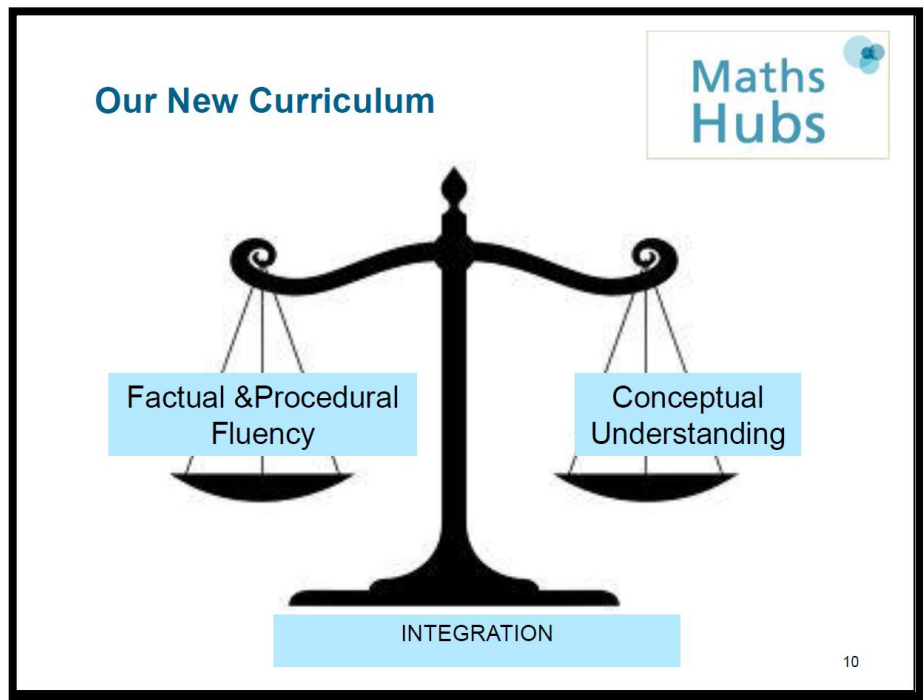 Our New Curriculum
Maths
Hubs
Factual &Procedural
Fluency
Conceptual
Understanding
INTEGRATION
10